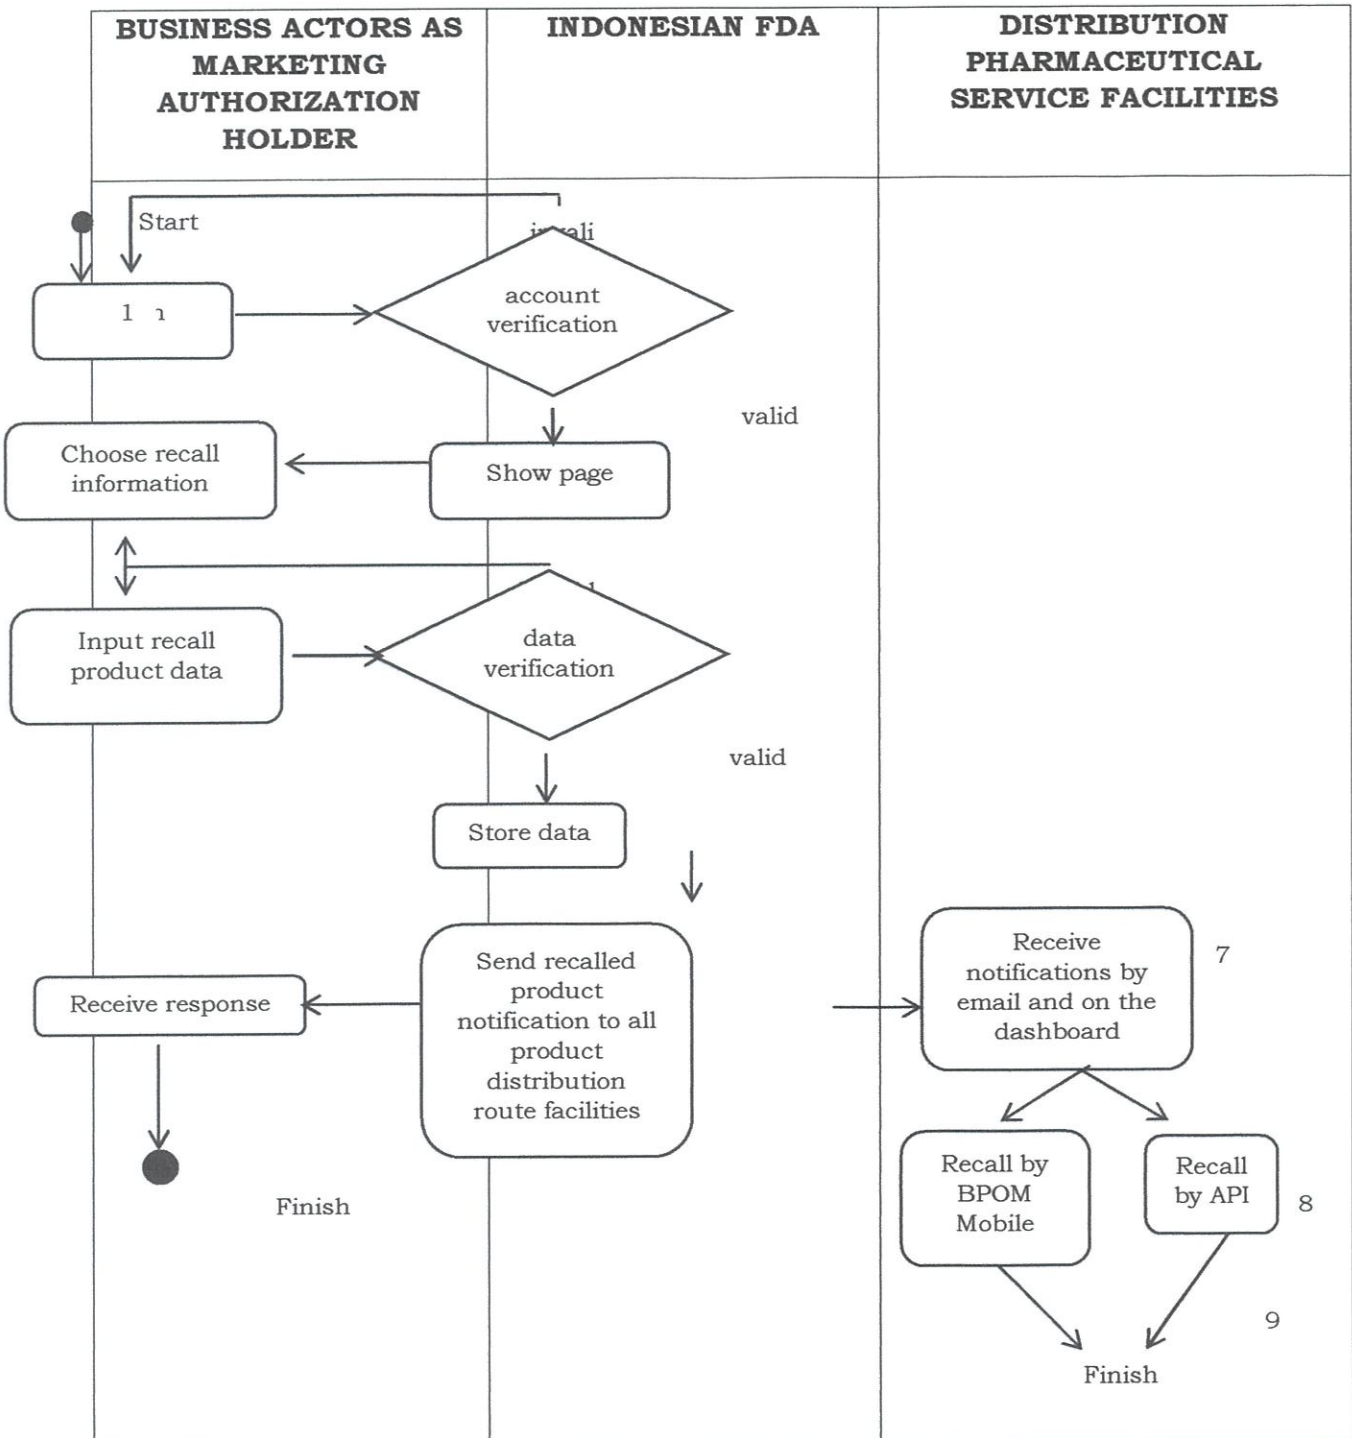 BUSINESS ACTORS AS
MARKETING
AUTHORIZATION
HOLDER
INDONESIAN FDA
DISTRIBUTION
PHARMACEUTICAL
SERVICE FACILITIES
Start
account
verification
valid
Choose recall
information
Show page
Input recall
product data
data
verification
valid
Store data
Receive response
Send recalled
product
notification to all
product
distribution
route facilities
Receive
notifications by
email and on the
dashboard
7
Finish
Recall by
BPOM
Mobile
Recall
by API
8
9
Finish